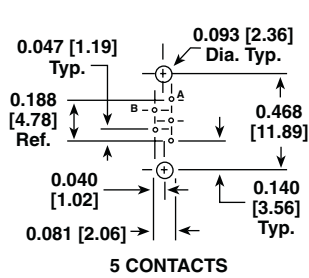 0.047 [1.19]
Typ.
0.093 [2.36]
Dia. Typ.
0.188
[4.78]
Ref.
A
B
0.468
[11.89]
0.040
[1.02]
0.140
[3.56]
Typ.
0.081 [2.06]
5 CONTACTS